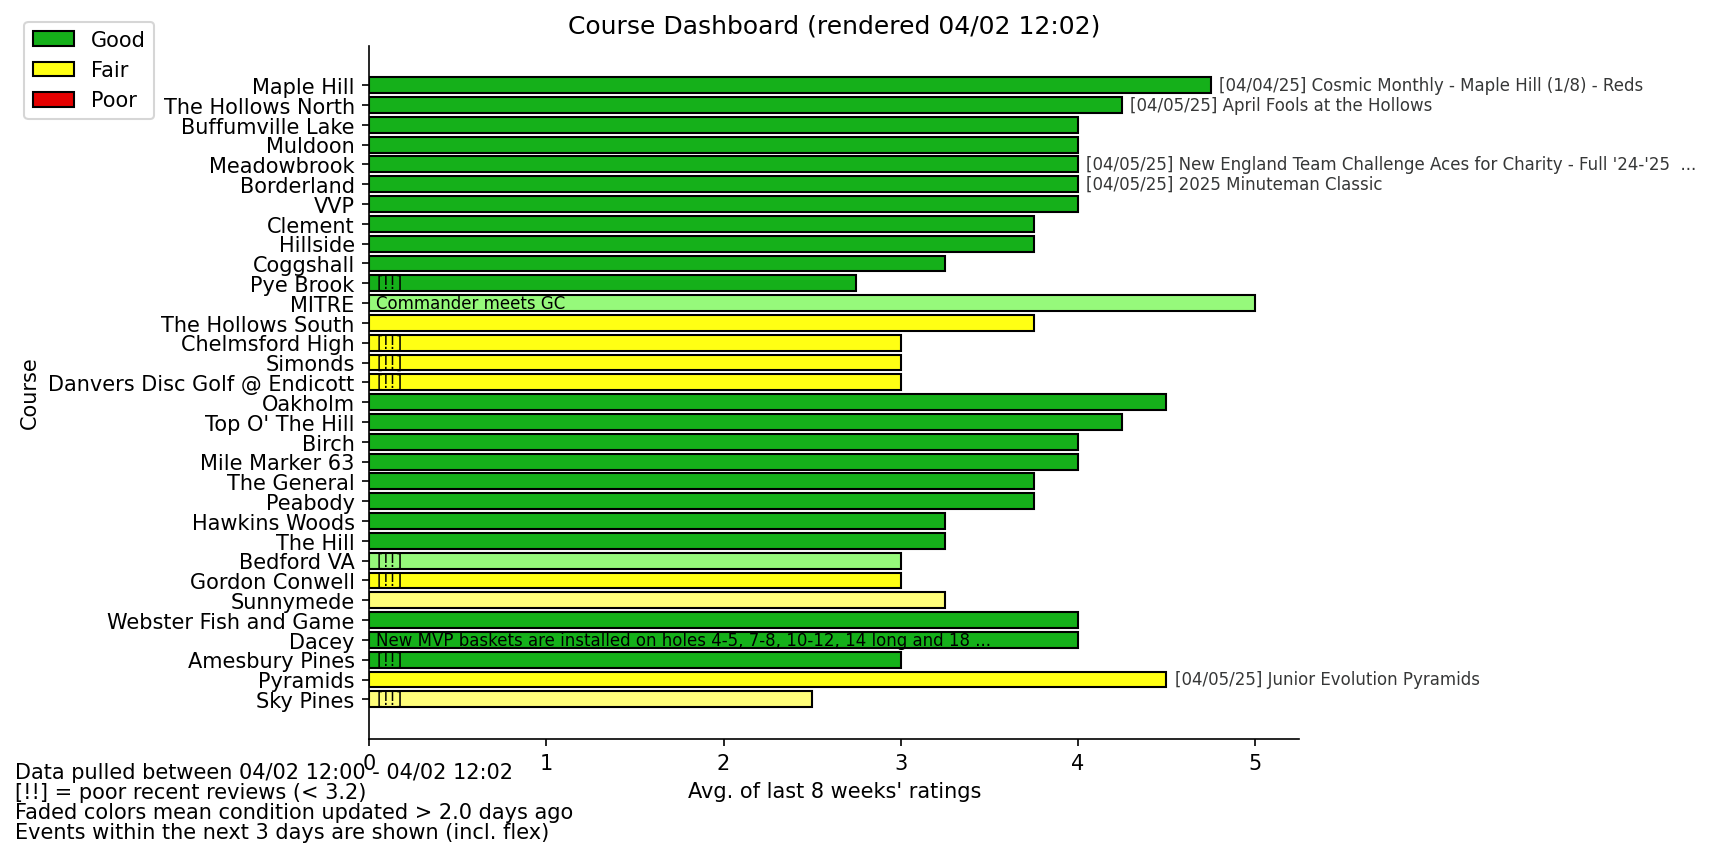 Course Dashboard (rendered 04/02 12:02)
Good
Fair
Poor
Maple Hill
[04/04/25] Cosmic Monthly - Maple Hill (1/8) - Reds
The Hollows North
[04/05/25] April Fools at the Hollows
Buffumville Lake
Muldoon
Meadowbrook
[04/05/25] New England Team Challenge Aces for Charity - Full '24-'25 ...
Borderland
[04/05/25] 2025 Minuteman Classic
VVP
Clement
Hillside
Coggshall
Pye Brook
[!!]
MITRE
Commander meets GC
The Hollows South
Chelmsford High
[!!]
Simonds
[!!]
Danvers Disc Golf @ Endicott
[!!]
Oakholm
Top O' The Hill
Birch
Mile Marker 63
The General
Peabody
Hawkins Woods
The Hill
Bedford VA
[!!]
Gordon Conwell
[!!]
Sunnymede
Webster Fish and Game
Dacey
New MVP baskets are installed on holes 4-5, 7-8, 10-12, 14 long and 18 ...
Amesbury Pines
[!!]
Pyramids
[04/05/25] Junior Evolution Pyramids
Sky Pines
[!!]
Course
0 1 2 3 4 5
Avg. of last 8 weeks' ratings
Data pulled between 04/02 12:00 - 04/02 12:02
[!!] = poor recent reviews (< 3.2)
Faded colors mean condition updated > 2.0 days ago
Events within the next 3 days are shown (incl. flex)